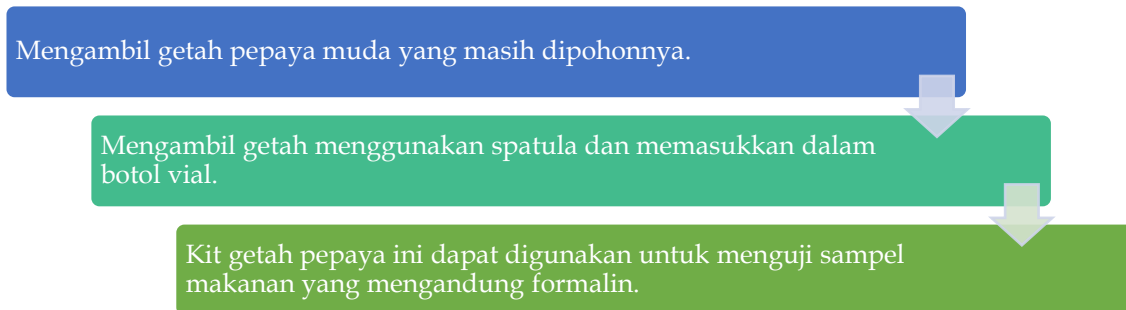 Mengambil getah pepaya muda yang masih dipohonnya.
Mengambil getah menggunakan spatula dan memasukkan dalam
botol vial.
Kit getah pepaya ini dapat digunakan untuk menguji sampel
makanan yang mengandung formalin.